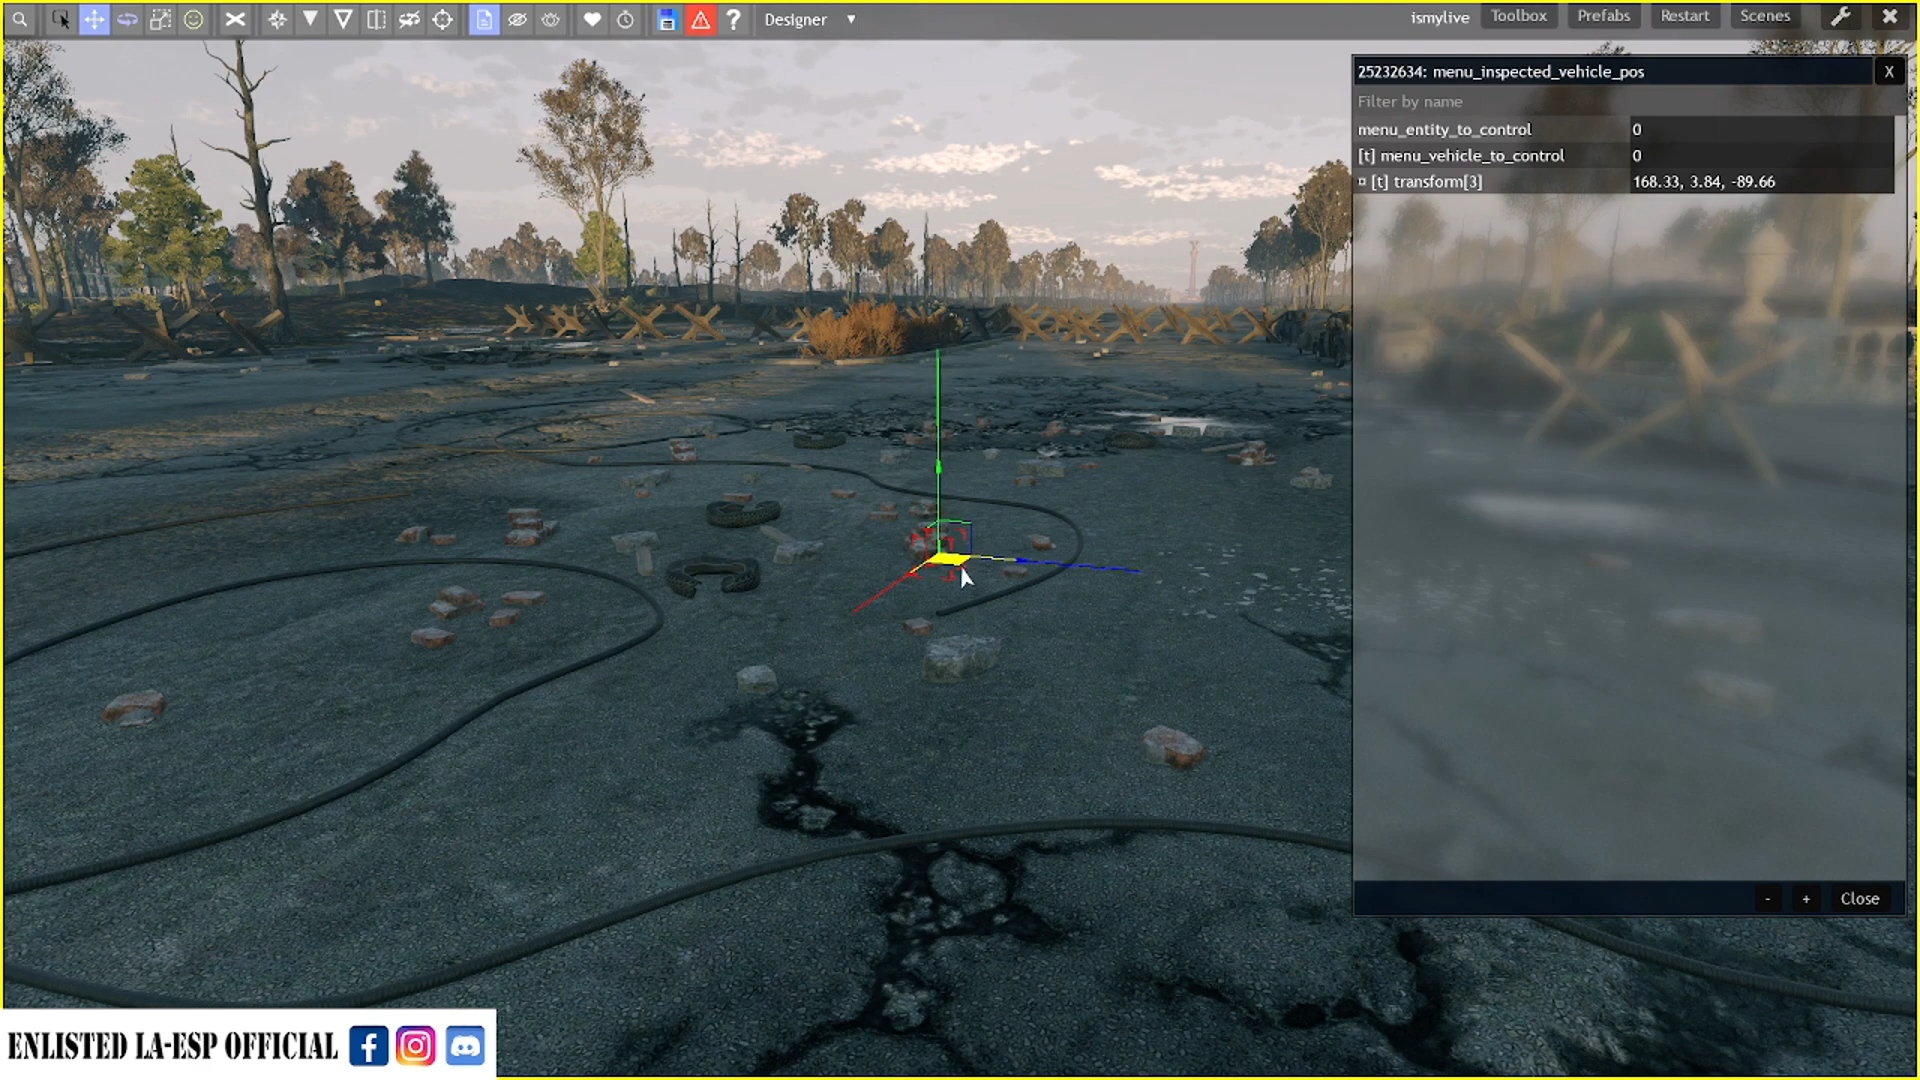 Designer
ismylive
Toolbox
Prefabs
Restart
Scenes
25232634: menu_inspected_vehicle_pos
X
Filter by name
menu_entity_to_control 0
[t] menu_vehicle_to_control 0
¤ [t] transform[3] 168.33, 3.84, -89.66
- + Close
ENLISTED LA-ESP OFFICIAL